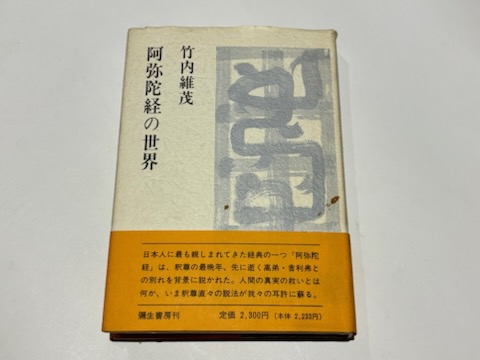 竹内維茂
阿弥陀経の世界
日本人に最も親しまれてきた経典の一つ「阿弥陀
経」は、釈尊の最晩年、先に逝く高弟・舎利弗と
の別れを背景に説かれた。人間の真実の救いとは
何か、いま釈尊直々の説法が我々の耳許に蘇る。
彌生書房刊
定価 2,300円 〔本体 2,233円〕